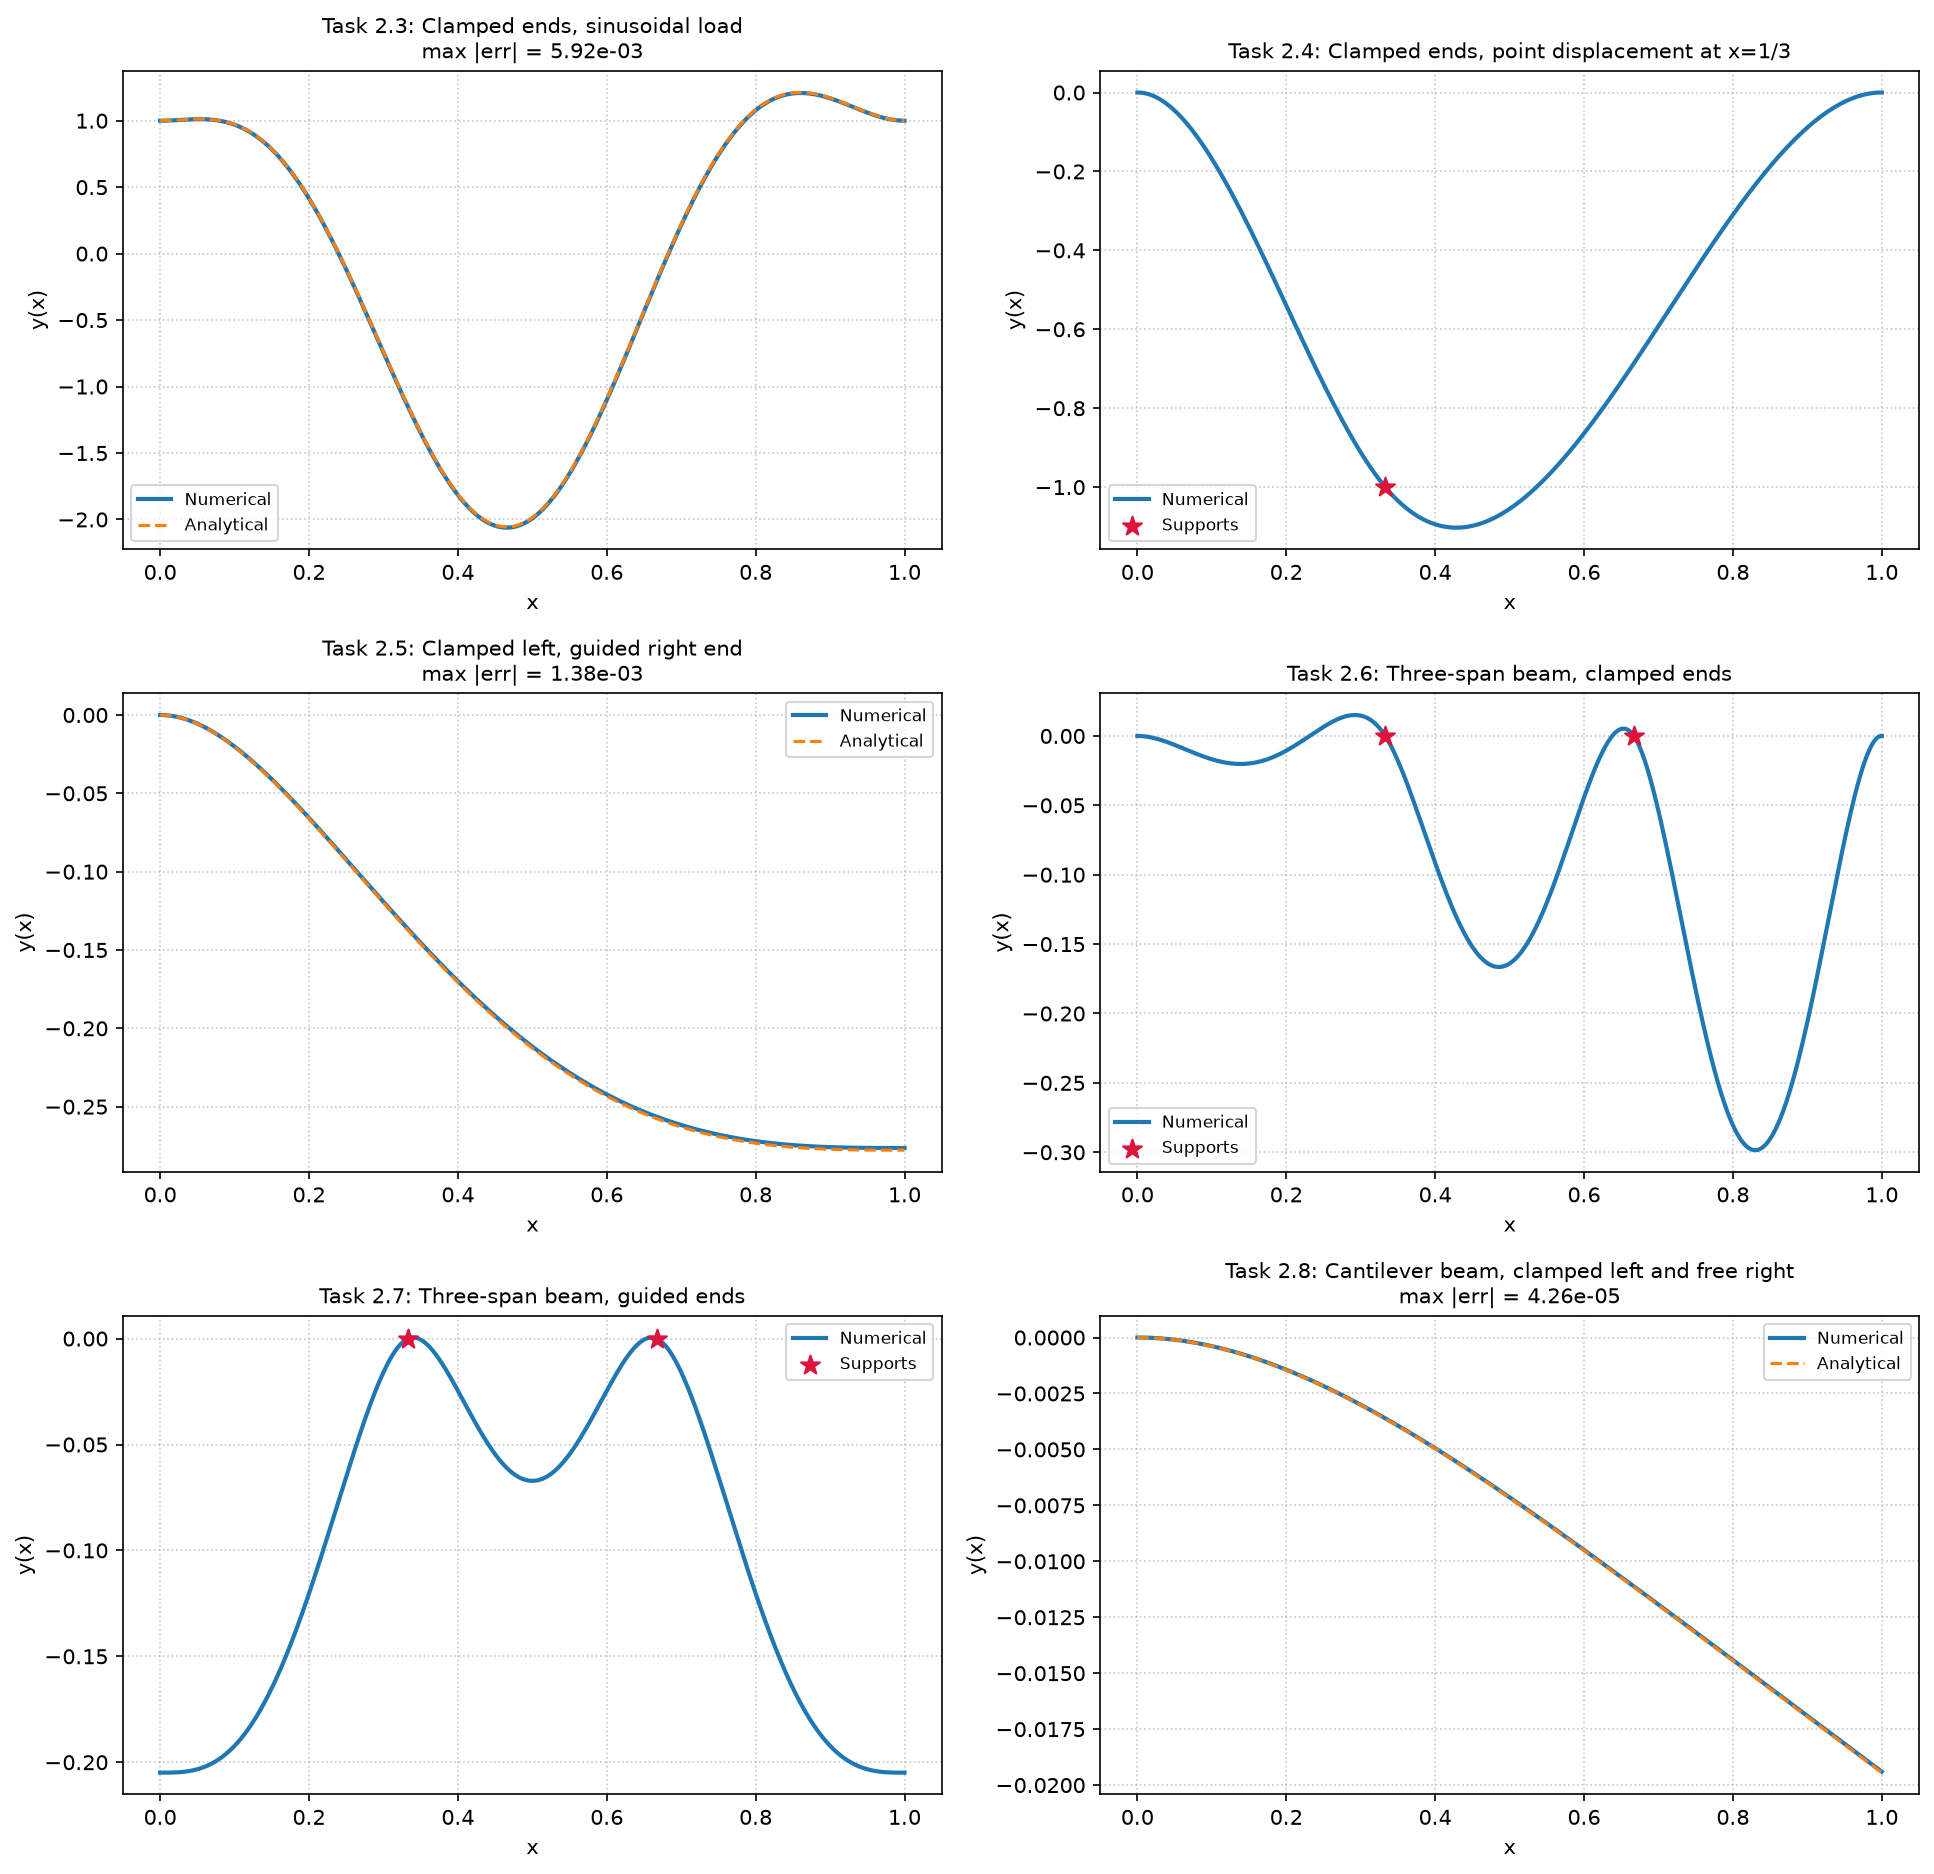 Task 2.3: Clamped ends, sinusoidal load
max |err| = 5.92e-03
1.0
0.5
0.0
−0.5
−1.0
−1.5
−2.0
y(x)
Numerical
Analytical
0.0 0.2 0.4 0.6 0.8 1.0
x
Task 2.4: Clamped ends, point displacement at x=1/3
0.0
−0.2
−0.4
−0.6
−0.8
−1.0
y(x)
Numerical
Supports
0.0 0.2 0.4 0.6 0.8 1.0
x
Task 2.5: Clamped left, guided right end
max |err| = 1.38e-03
0.00
−0.05
−0.10
−0.15
−0.20
−0.25
y(x)
Numerical
Analytical
0.0 0.2 0.4 0.6 0.8 1.0
x
Task 2.6: Three-span beam, clamped ends
0.00
−0.05
−0.10
−0.15
−0.20
−0.25
−0.30
y(x)
Numerical
Supports
0.0 0.2 0.4 0.6 0.8 1.0
x
Task 2.7: Three-span beam, guided ends
0.00
−0.05
−0.10
−0.15
−0.20
y(x)
Numerical
Supports
0.0 0.2 0.4 0.6 0.8 1.0
x
Task 2.8: Cantilever beam, clamped left and free right
max |err| = 4.26e-05
0.0000
−0.0025
−0.0050
−0.0075
−0.0100
−0.0125
−0.0150
−0.0175
−0.0200
y(x)
Numerical
Analytical
0.0 0.2 0.4 0.6 0.8 1.0
x